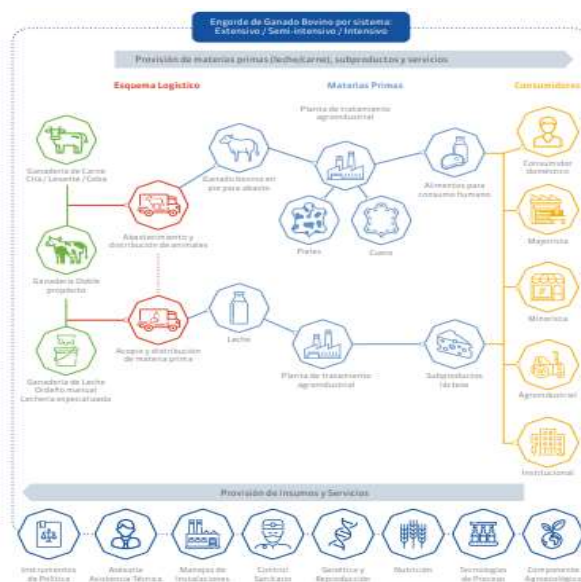 Engorde de Ganado Bovino por sistema:
Extensivo / Semi-intensivo / Intensivo
Provisión de materias primas (leche/carne), subproductos y servicios
Esquema Logístico
Materias Primas
Consumidores
Planta de tratamiento
agroindustrial
Ganadería de Carne
Cría / Levante / Ceba
Ganado bovino en
pie para abasto
Alimentos para
consumo humano
Consumidor
doméstico
Abastecimiento y
distribución de animales
Pieles
Cuero
Mayorista
Ganadería Doble
propósito
Leche
Minorista
Acopio y distribución
de materia prima
Planta de tratamiento
agroindustrial
Subproductos
lácteos
Ganadería de Leche
Ordeño manual
Lechería especializada
Agroindustrial
Institucional
Provisión de Insumos y Servicios
Instrumentos
de Política
Asesoría
Asistencia Técnica
Manejos de
Instalaciones
Control
Sanitario
Genética y
Reproducción
Nutrición
Tecnologías
de Proceso
Componente
Agroecológico